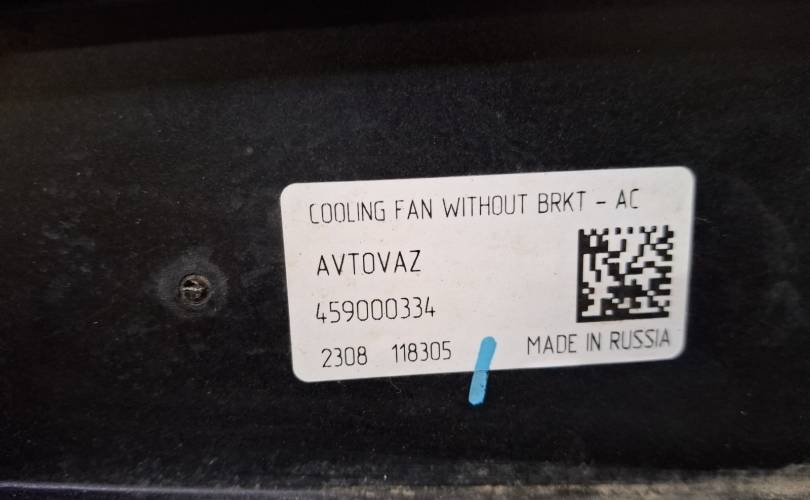 COOLING FAN WITHOUT BRKT - AC
AVTOVAZ
459000334
2308 118305 MADE IN RUSSIA